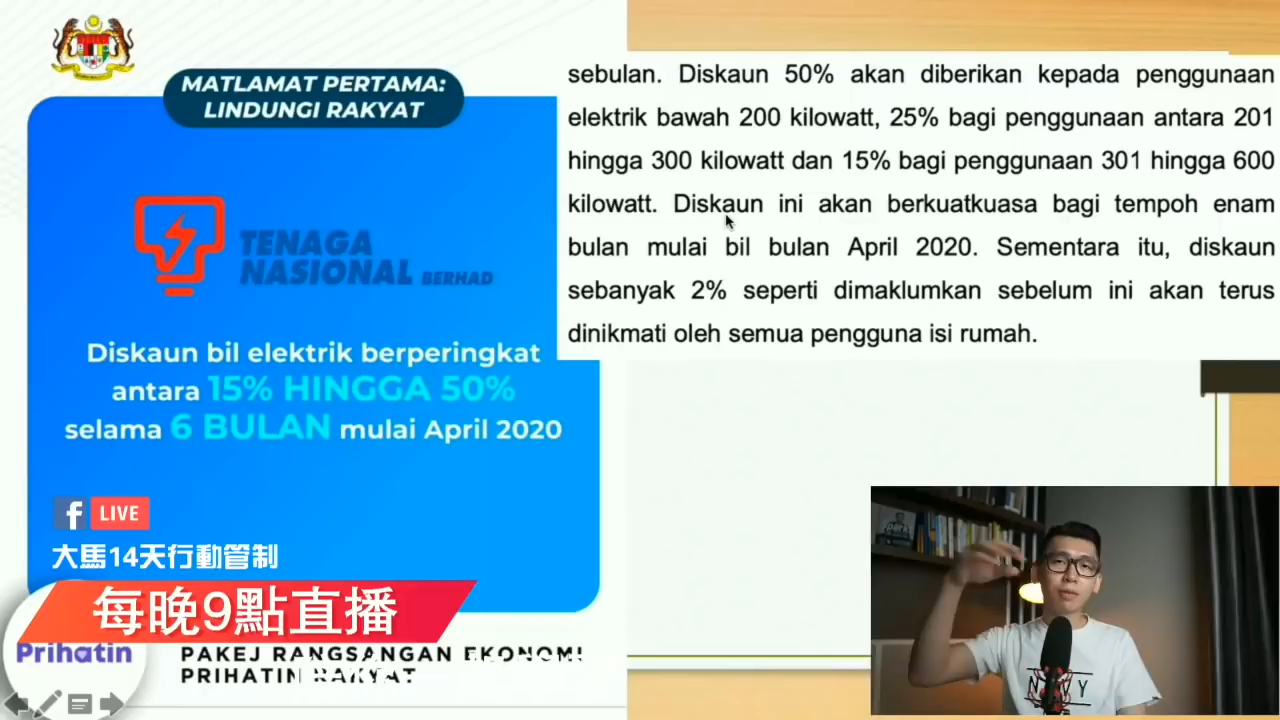 MATLAMAT PERTAMA:
LINDUNGI RAKYAT
TENAGA
NASIONAL BERHAD
Diskaun bil elektrik berperingkat
antara 15% HINGGA 50%
selama 6 BULAN mulai April 2020
sebulan. Diskaun 50% akan diberikan kepada penggunaan
elektrik bawah 200 kilowatt, 25% bagi penggunaan antara 201
hingga 300 kilowatt dan 15% bagi penggunaan 301 hingga 600
kilowatt. Diskaun ini akan berkuatkuasa bagi tempoh enam
bulan mulai bil bulan April 2020. Sementara itu, diskaun
sebanyak 2% seperti dimaklumkan sebelum ini akan terus
dinikmati oleh semua pengguna isi rumah.
f LIVE
大馬14天行動管制
每晚9點直播
Prihatin
PAKEJ RANGSANGAN EKONOMI
PRIHATIN RAKYAT